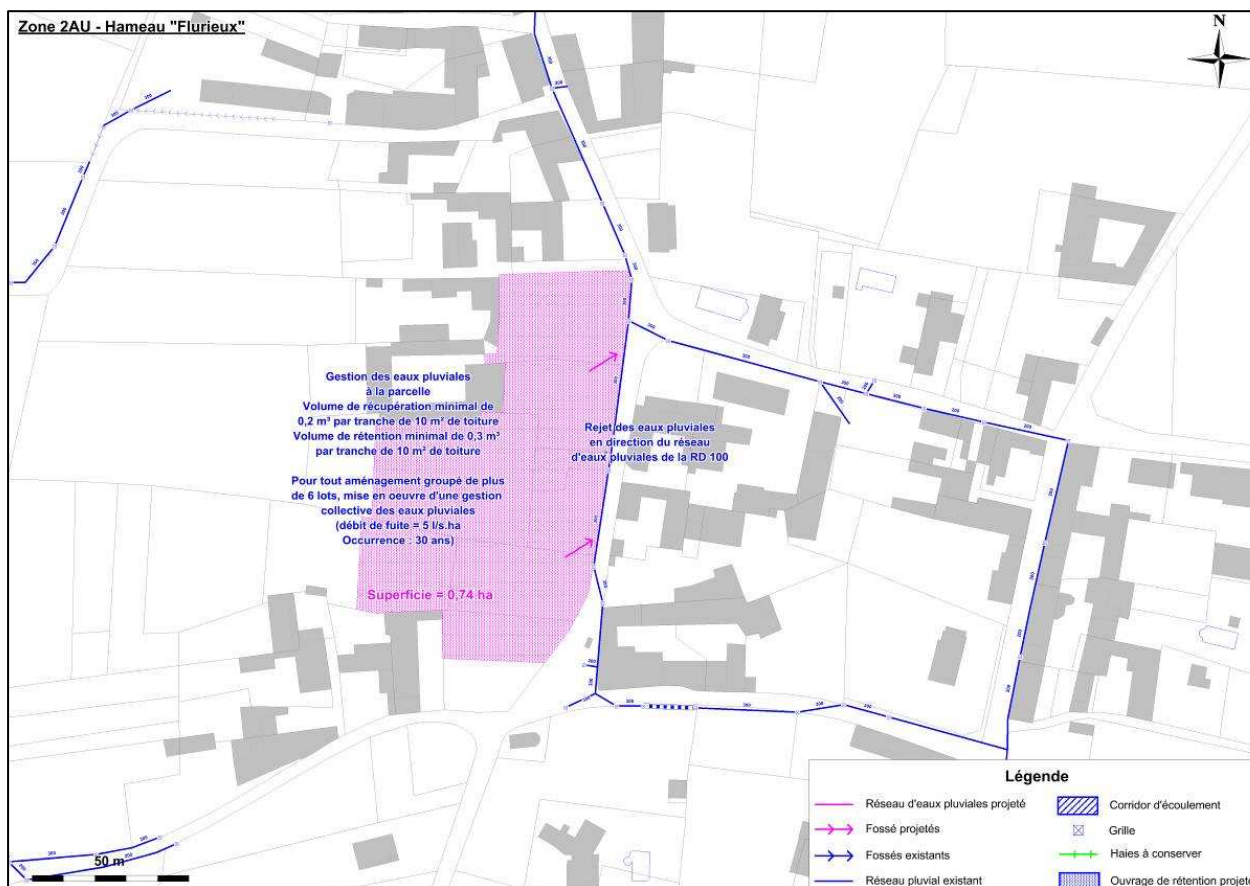 Zone 2AU - Hameau "Flurieux"
N
Gestion des eaux pluviales
à la parcelle
Volume de récupération minimal de
0,2 m³ par tranche de 10 m² de toiture
Volume de rétention minimal de 0,3 m³
par tranche de 10 m² de toiture
Pour tout aménagement groupé de plus
de 6 lots, mise en oeuvre d'une gestion
collective des eaux pluviales
(débit de fuite = 5 l/s.ha
Occurrence : 30 ans)
Superficie = 0,74 ha
Rejet des eaux pluviales
en direction du réseau
d'eaux pluviales de la RD 100
50 m
Légende
Réseau d'eaux pluviales projeté
Fossé projetés
Fossés existants
Réseau pluvial existant
Corridor d'écoulement
Grille
Haies à conserver
Ouvrage de rétention projeté